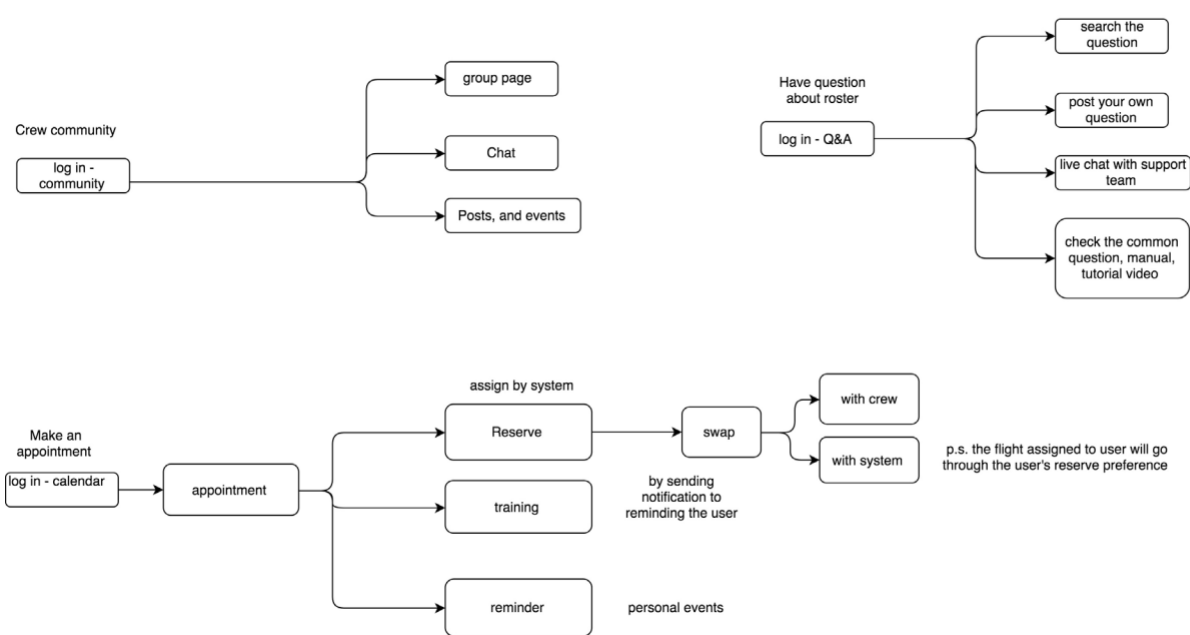 Crew community
log in -
community
group page
Chat
Posts, and events
Have question
about roster
log in - Q&A
search the
question
post your own
question
live chat with support
team
check the common
question, manual,
tutorial video
Make an
appointment
log in - calendar
appointment
assign by system
Reserve
training
reminder
swap
by sending
notification to
reminding the user
personal events
with crew
with system
p.s. the flight assigned to user will go
through the user's reserve preference